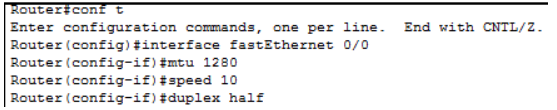 Router#conf t
Enter configuration commands, one per line.  End with CNTL/Z.
Router(config)#interface fastEthernet 0/0
Router(config-if)#mtu 1280
Router(config-if)#speed 10
Router(config-if)#duplex half